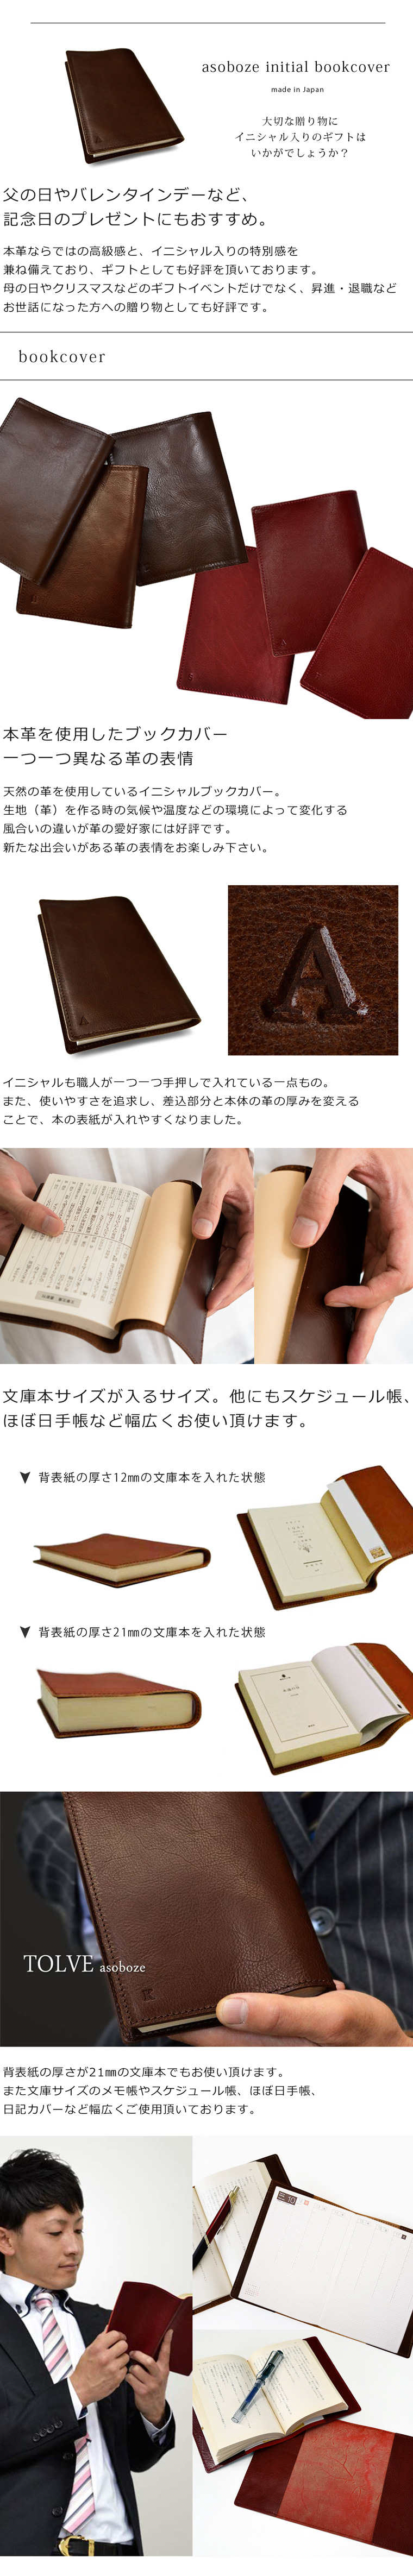 asoboze initial bookcover
made in Japan
大切な贈り物に
イニシャル入りのギフトは
いかがでしょうか？
父の日やバレンタインデーなど、
記念日のプレゼントにもおすすめ。
本革ならではの高級感と、イニシャル入りの特別感を
兼ね備えており、ギフトとしても好評を頂いております。
母の日やクリスマスなどのギフトイベントだけでなく、昇進・退職など
お世話になった方への贈り物としても好評です。
bookcover
本革を使用したブックカバー
一つ一つ異なる革の表情
天然の革を使用しているイニシャルブックカバー。
生地（革）を作る時の気候や温度などの環境によって変化する
風合いの違いが革の愛好家には好評です。
新たな出会いがある革の表情をお楽しみ下さい。
A
A
イニシャルも職人が一つ一つ手押しで入れている一点もの。
また、使いやすさを追求し、差込部分と本体の革の厚みを変える
ことで、本の表紙が入れやすくなりました。
文庫本サイズが入るサイズ。他にもスケジュール帳、
ほぼ日手帳など幅広くお使い頂けます。
背表紙の厚さ12㎜の文庫本を入れた状態
背表紙の厚さ21㎜の文庫本を入れた状態
TOLVE asoboze
K
背表紙の厚さが21㎜の文庫本でもお使い頂けます。
また文庫サイズのメモ帳やスケジュール帳、ほぼ日手帳、
日記カバーなど幅広くご使用頂いております。